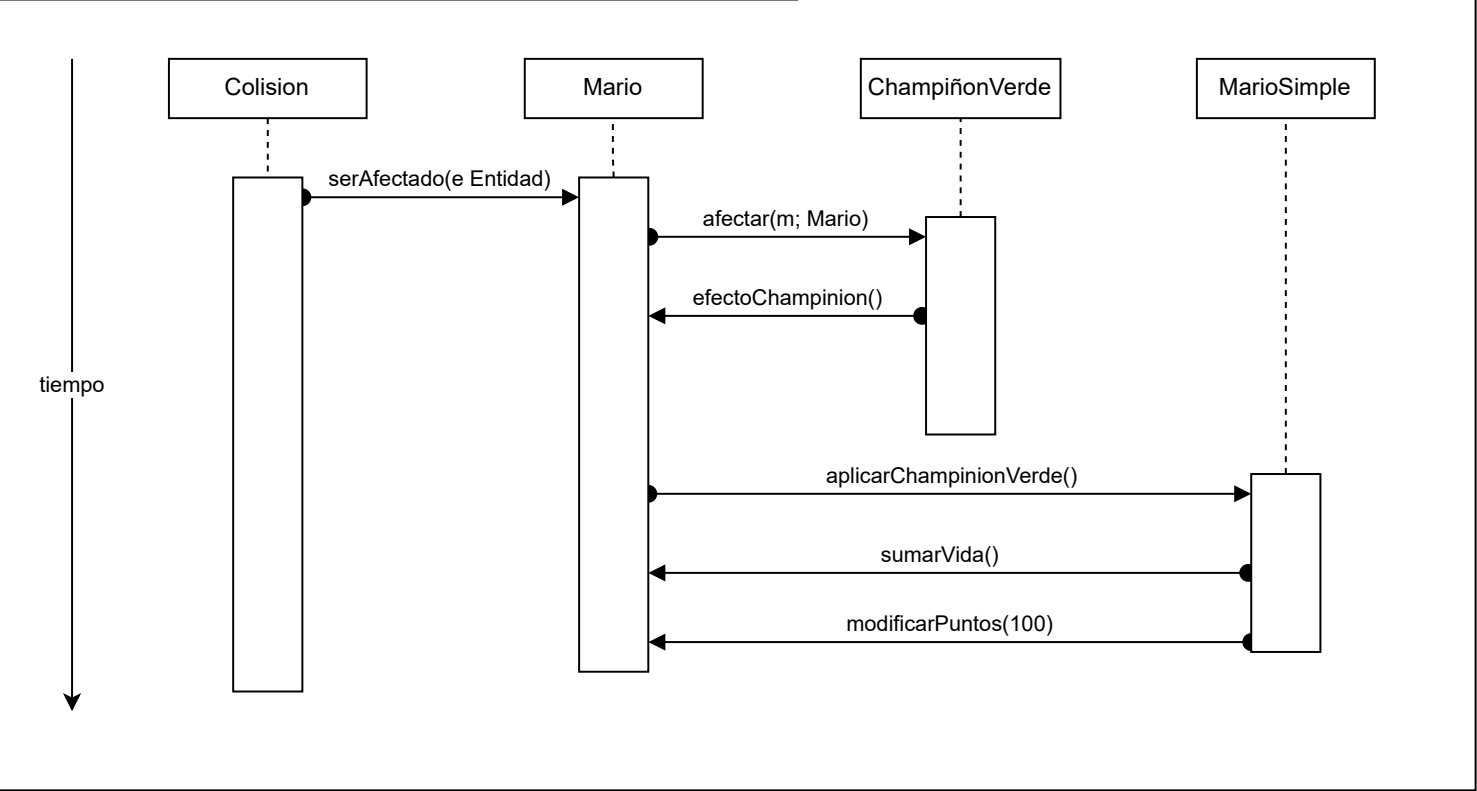 Colision
Mario
ChampiñonVerde
MarioSimple
serAfectado(e Entidad)
afectar(m; Mario)
efectoChampinion()
tiempo
aplicarChampinionVerde()
sumarVida()
modificarPuntos(100)